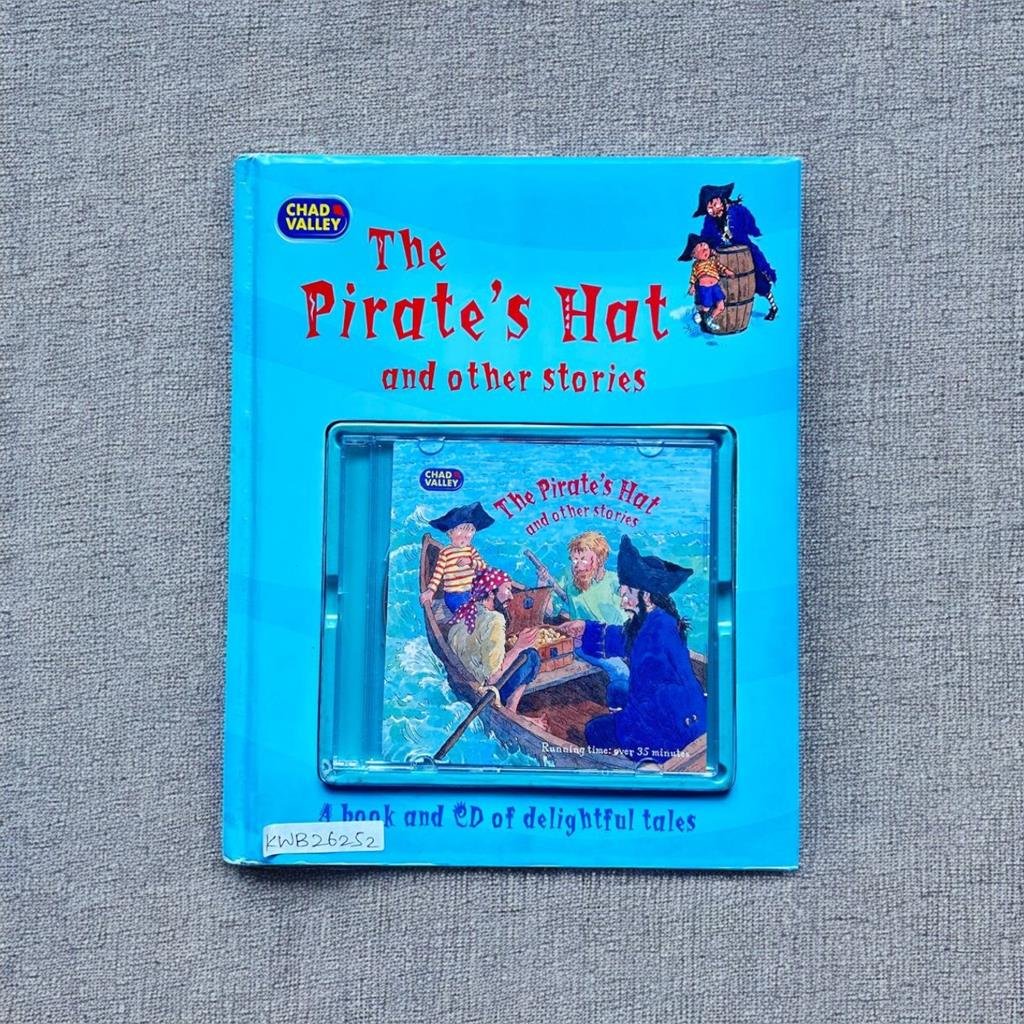 CHAD
VALLEY
The
Pirate's Hat
and other stories
CHAD
VALLEY
The Pirate's Hat
and other stories
Running time: over 35 minutes
A book and CD of delightful tales
KWB26252